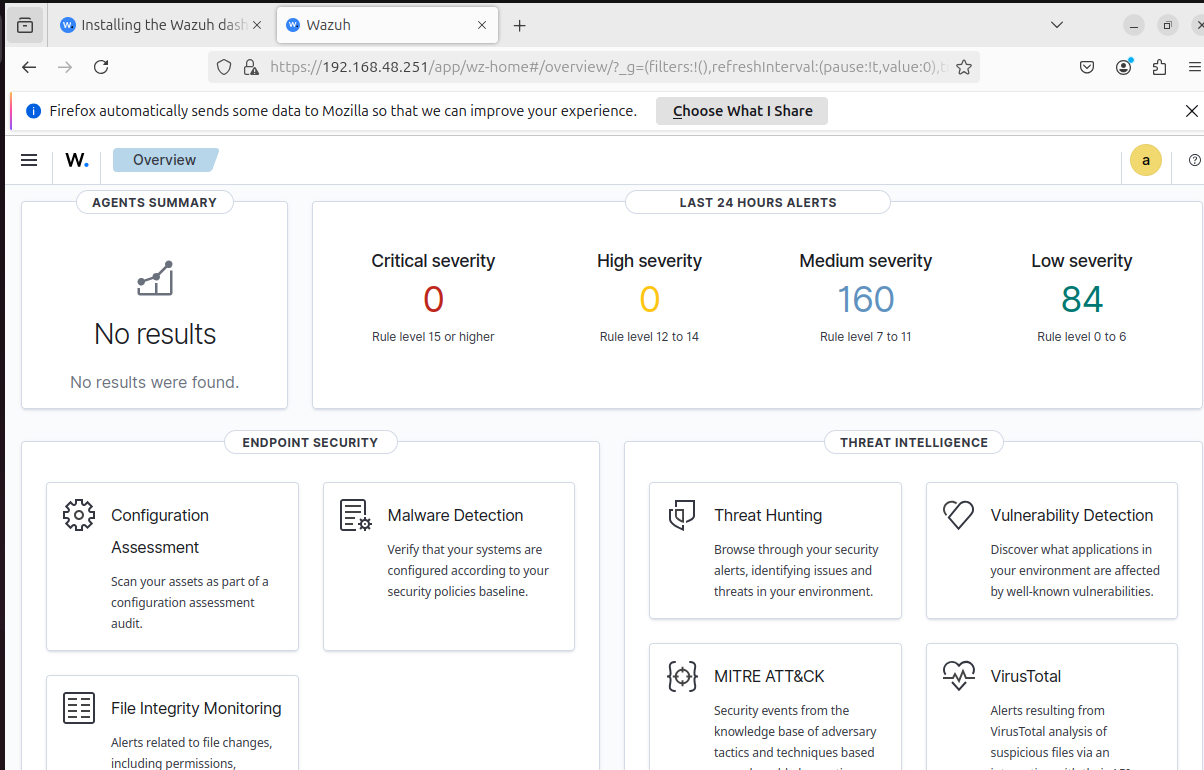 Installing the Wazuh dash
Wazuh
https://192.168.48.251/app/wz-home#/overview/?_g=(filters:!(),refreshInterval:(pause:!t,value:0),t
Firefox automatically sends some data to Mozilla so that we can improve your experience.
Choose What I Share
W.
Overview
a
AGENTS SUMMARY
No results
No results were found.
LAST 24 HOURS ALERTS
Critical severity
0
Rule level 15 or higher
High severity
0
Rule level 12 to 14
Medium severity
160
Rule level 7 to 11
Low severity
84
Rule level 0 to 6
ENDPOINT SECURITY
Configuration
Assessment
Scan your assets as part of a
configuration assessment
audit.
Malware Detection
Verify that your systems are
configured according to your
security policies baseline.
File Integrity Monitoring
Alerts related to file changes,
including permissions,
THREAT INTELLIGENCE
Threat Hunting
Browse through your security
alerts, identifying issues and
threats in your environment.
Vulnerability Detection
Discover what applications in
your environment are affected
by well-known vulnerabilities.
MITRE ATT&CK
Security events from the
knowledge base of adversary
tactics and techniques based
VirusTotal
Alerts resulting from
VirusTotal analysis of
suspicious files via an